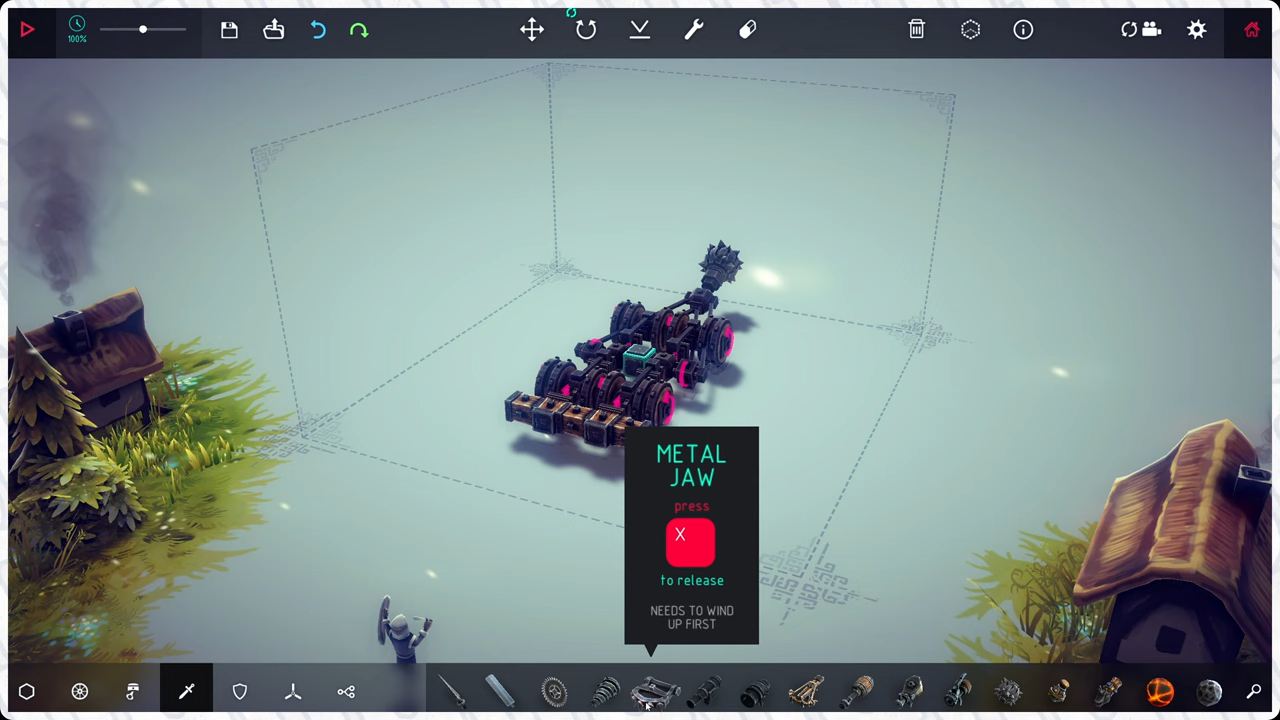 100%
METAL
JAW
press
X
to release
NEEDS TO WIND
UP FIRST